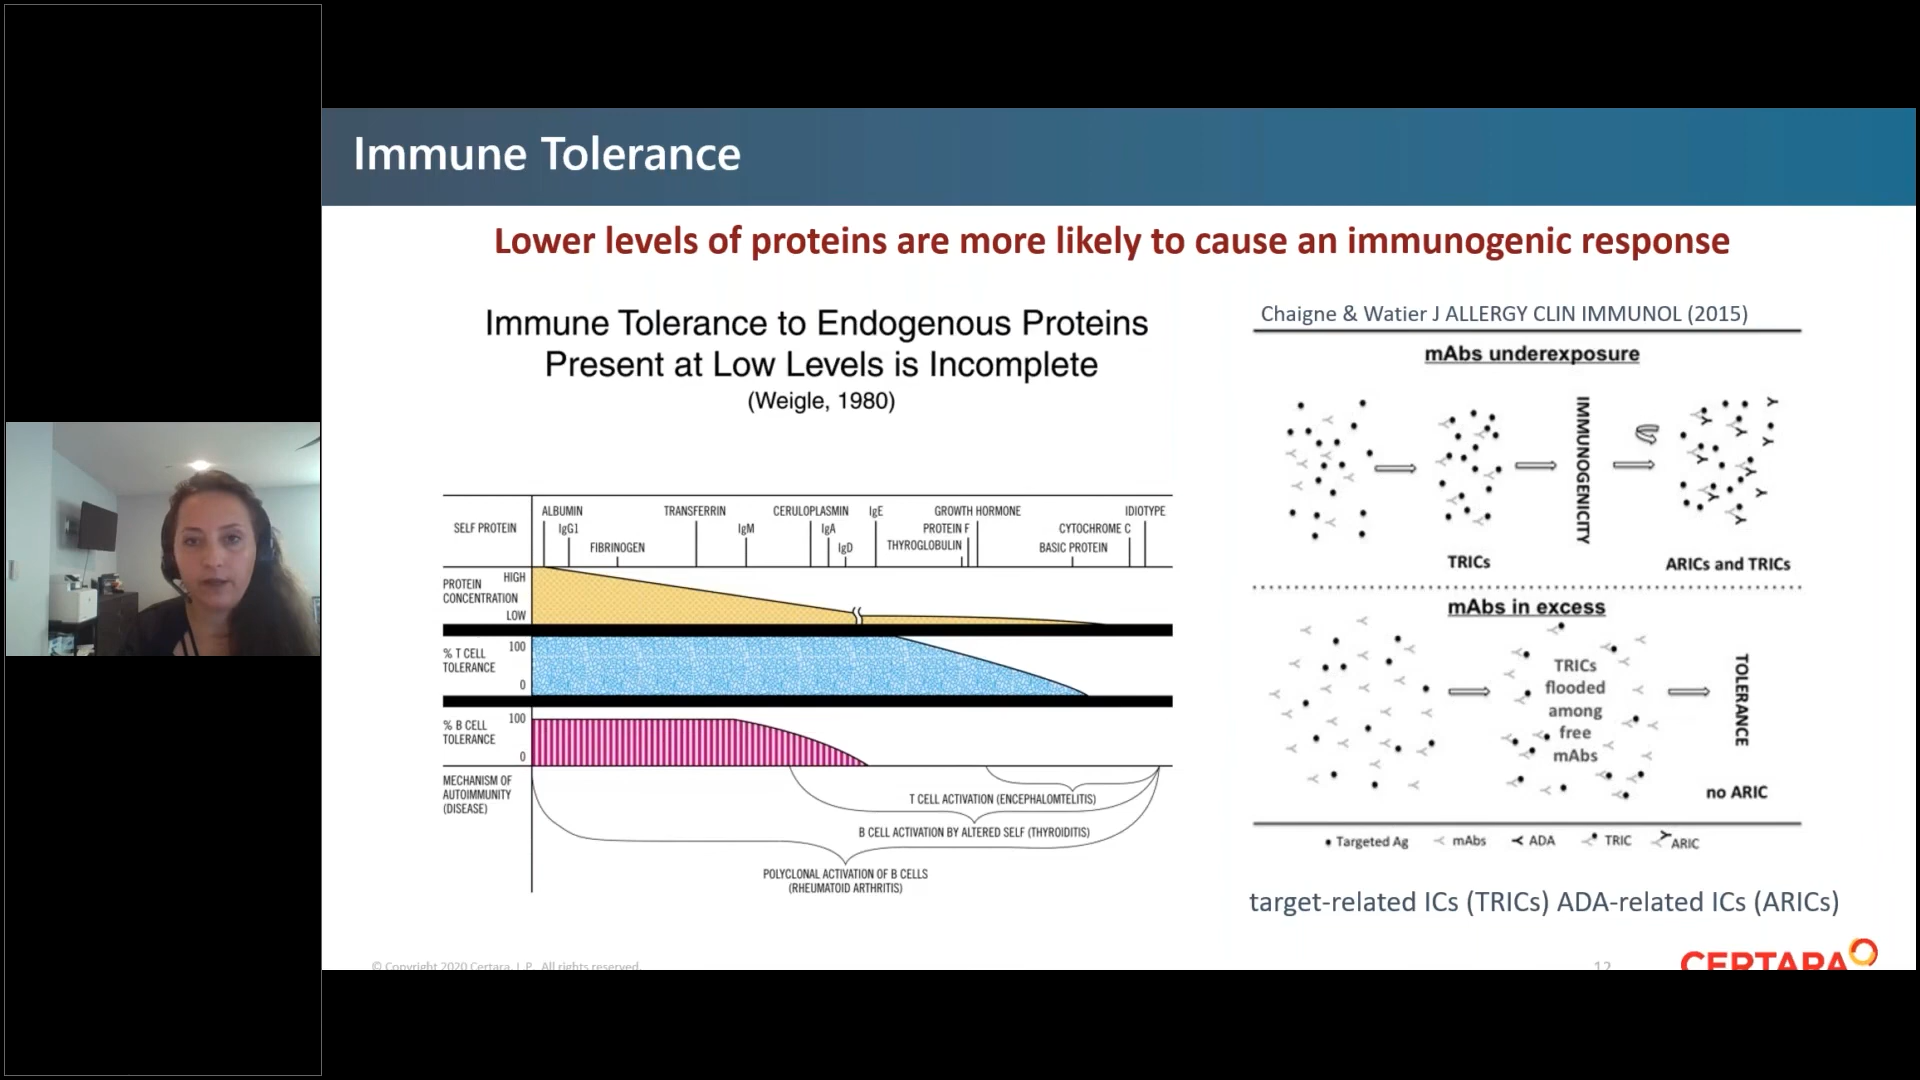 Immune Tolerance
Lower levels of proteins are more likely to cause an immunogenic response
Immune Tolerance to Endogenous Proteins
Present at Low Levels is Incomplete
(Weigle, 1980)
SELF PROTEIN
ALBUMIN
IgG1
FIBRINOGEN
TRANSFERRIN
IgM
CERULOPLASMIN
IgA
IgD
IgE
GROWTH HORMONE
PROTEIN F
THYROGLOBULIN
CYTOCHROME C
BASIC PROTEIN
IDIOTYPE
PROTEIN
CONCENTRATION
HIGH
LOW
% T CELL
TOLERANCE
100
0
% B CELL
TOLERANCE
100
0
MECHANISM OF
AUTOIMMUNITY
(DISEASE)
T CELL ACTIVATION (ENCEPHALOMTELITIS)
B CELL ACTIVATION BY ALTERED SELF (THYROIDITIS)
POLYCLONAL ACTIVATION OF B CELLS
(RHEUMATOID ARTHRITIS)
Chaigne & Watier J ALLERGY CLIN IMMUNOL (2015)
mAbs underexposure
TRICs
IMMUNOGENICITY
ARICs and TRICs
mAbs in excess
TRICs
flooded
among
free
mAbs
TOLERANCE
no ARIC
Targeted Ag
mAbs
ADA
TRIC
ARIC
target-related ICs (TRICs) ADA-related ICs (ARICs)
© Copyright 2020 Certara, L.P. All rights reserved.
12
CERTARA